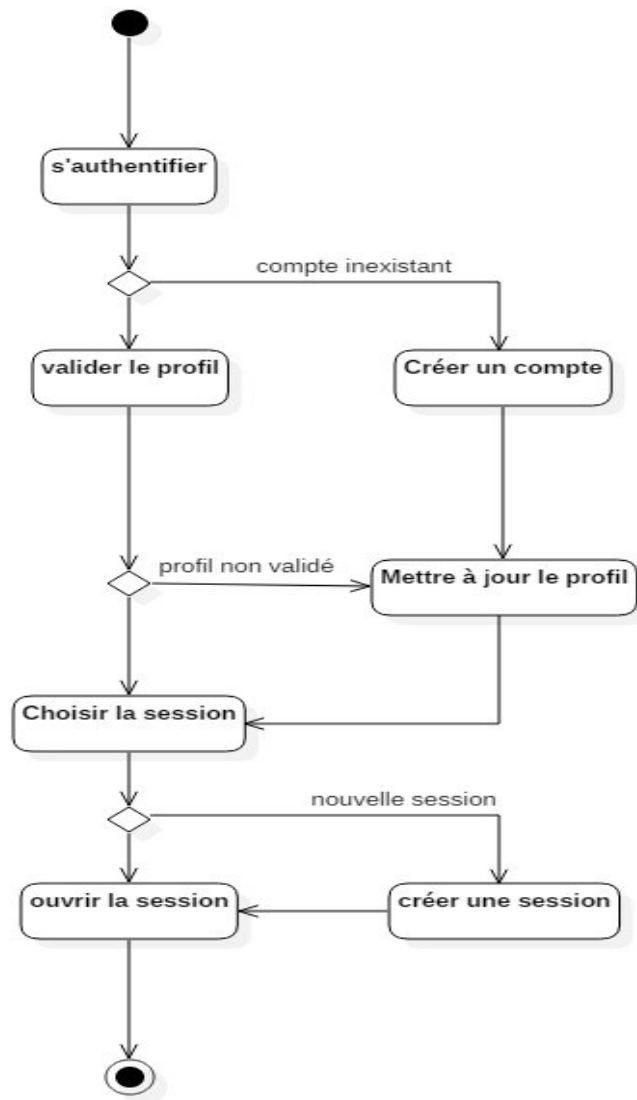 s'authentifier
compte inexistant
valider le profil
Créer un compte
profil non validé
Mettre à jour le profil
Choisir la session
nouvelle session
ouvrir la session
créer une session